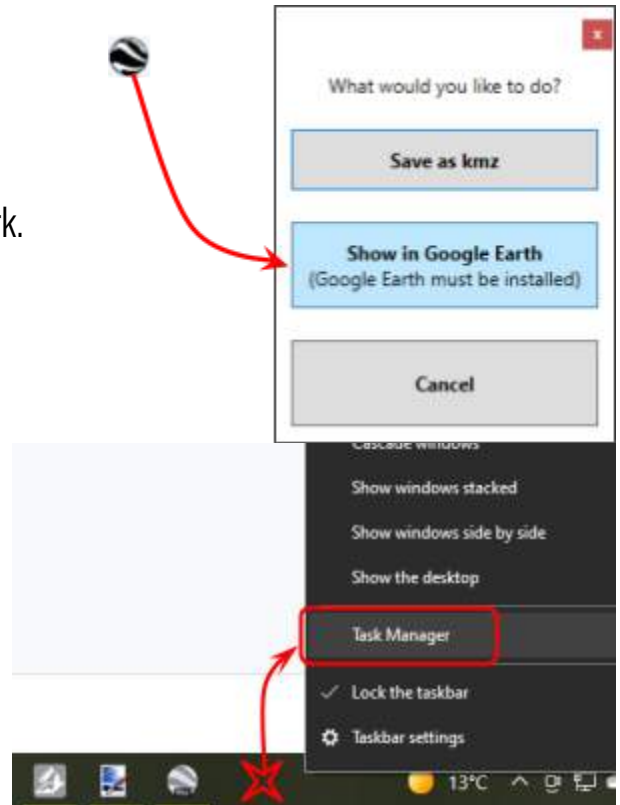 x
What would you like to do?
Save as kmz
k.
Show in Google Earth
(Google Earth must be installed)
Cancel
Cascade windows
Show windows stacked
Show windows side by side
Show the desktop
Task Manager
Lock the taskbar
Taskbar settings
13°C